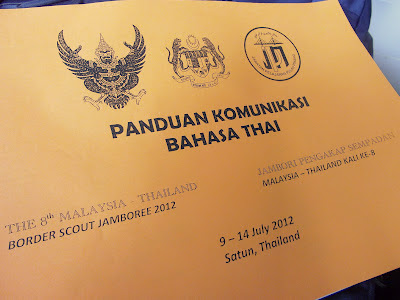 PANDUAN KOMUNIKASI
BAHASA THAI
THE 8th MALAYSIA - THAILAND
BORDER SCOUT JAMBOREE 2012
JAMBORI PENGAKAP SEMPADAN
MALAYSIA – THAILAND KALI KE-8
9 – 14 July 2012
Satun, Thailand